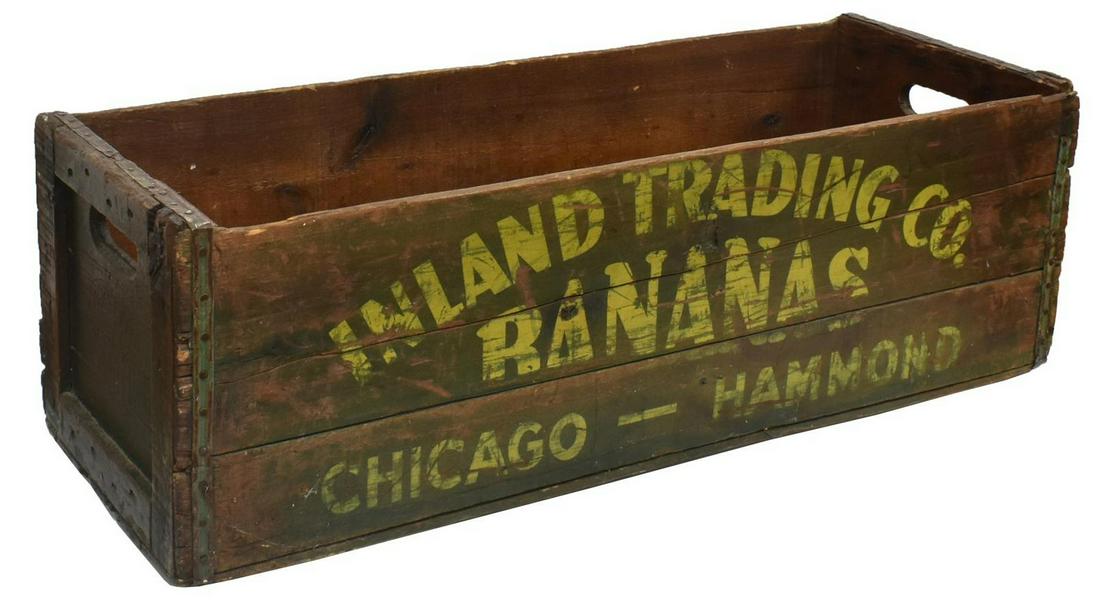 INLAND TRADING CO.
BANANAS
CHICAGO — HAMMOND